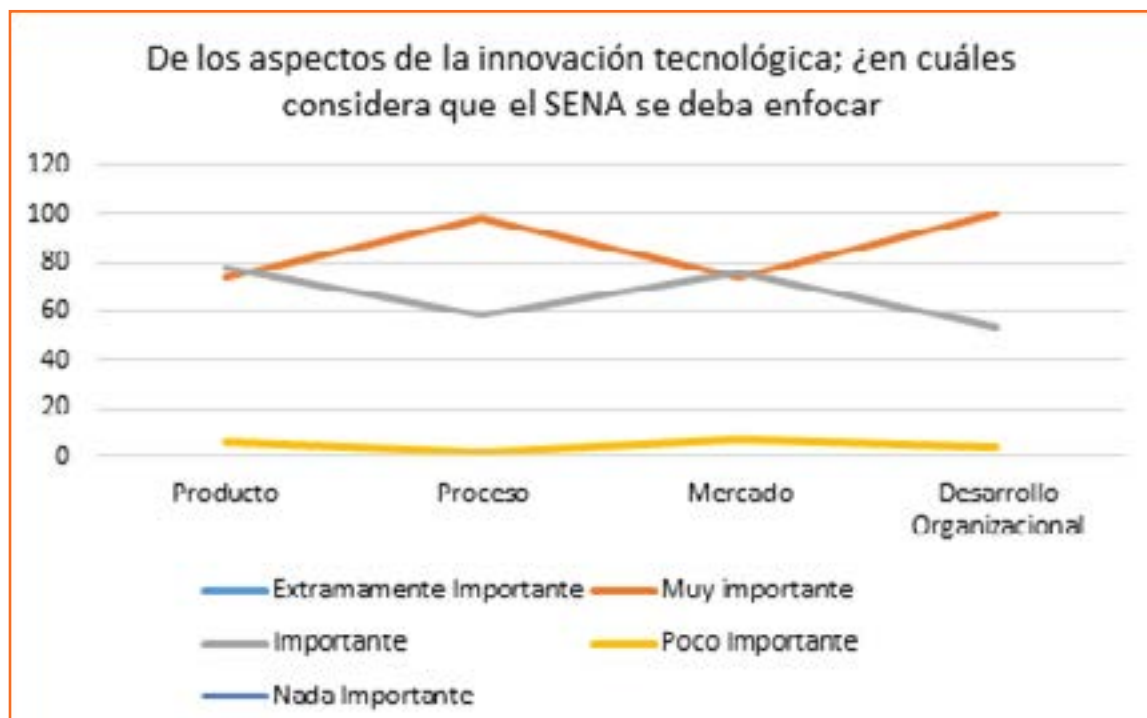 De los aspectos de la innovación tecnológica; ¿en cuáles
considera que el SENA se deba enfocar
120
100
80
60
40
20
0
Producto
Proceso
Mercado
Desarrollo
Organizacional
Extramamente Importante
Muy importante
Importante
Poco Importante
Nada Importante